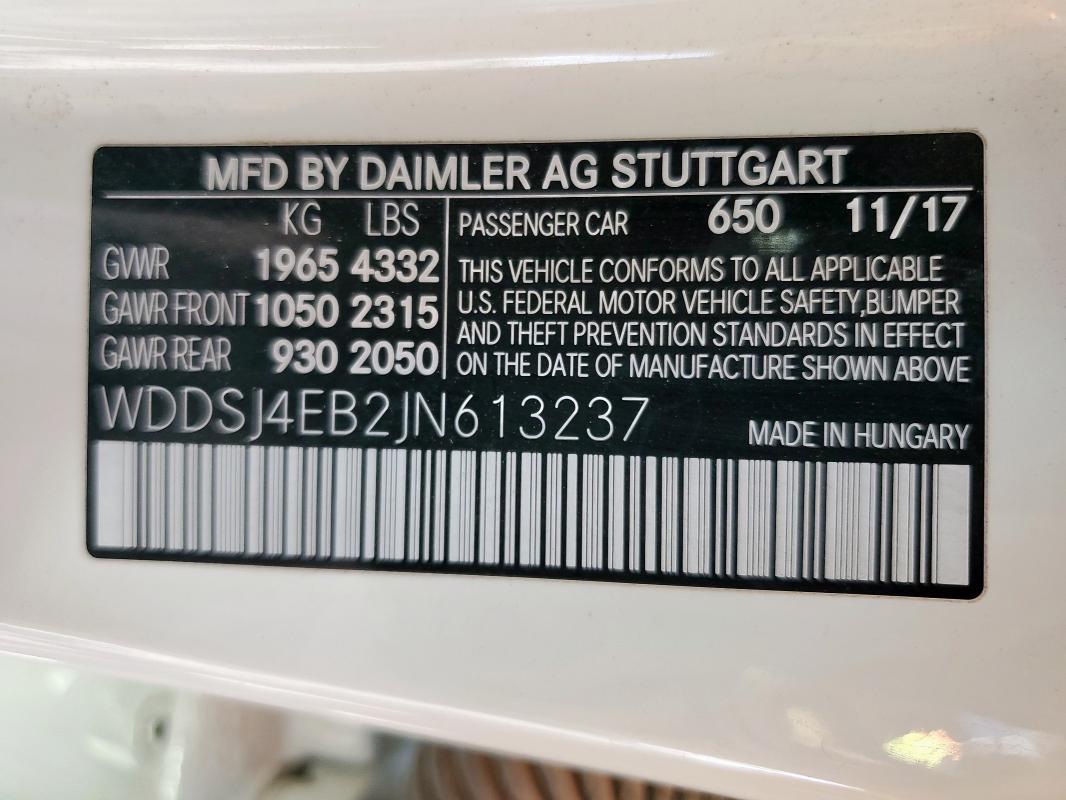 MFD BY DAIMLER AG STUTTGART
KG LBS
GVWR 1965 4332
GAWR FRONT 1050 2315
GAWR REAR 930 2050
PASSENGER CAR 650 11/17
THIS VEHICLE CONFORMS TO ALL APPLICABLE
U.S. FEDERAL MOTOR VEHICLE SAFETY,BUMPER
AND THEFT PREVENTION STANDARDS IN EFFECT
ON THE DATE OF MANUFACTURE SHOWN ABOVE
WDDSJ4EB2JN613237
MADE IN HUNGARY